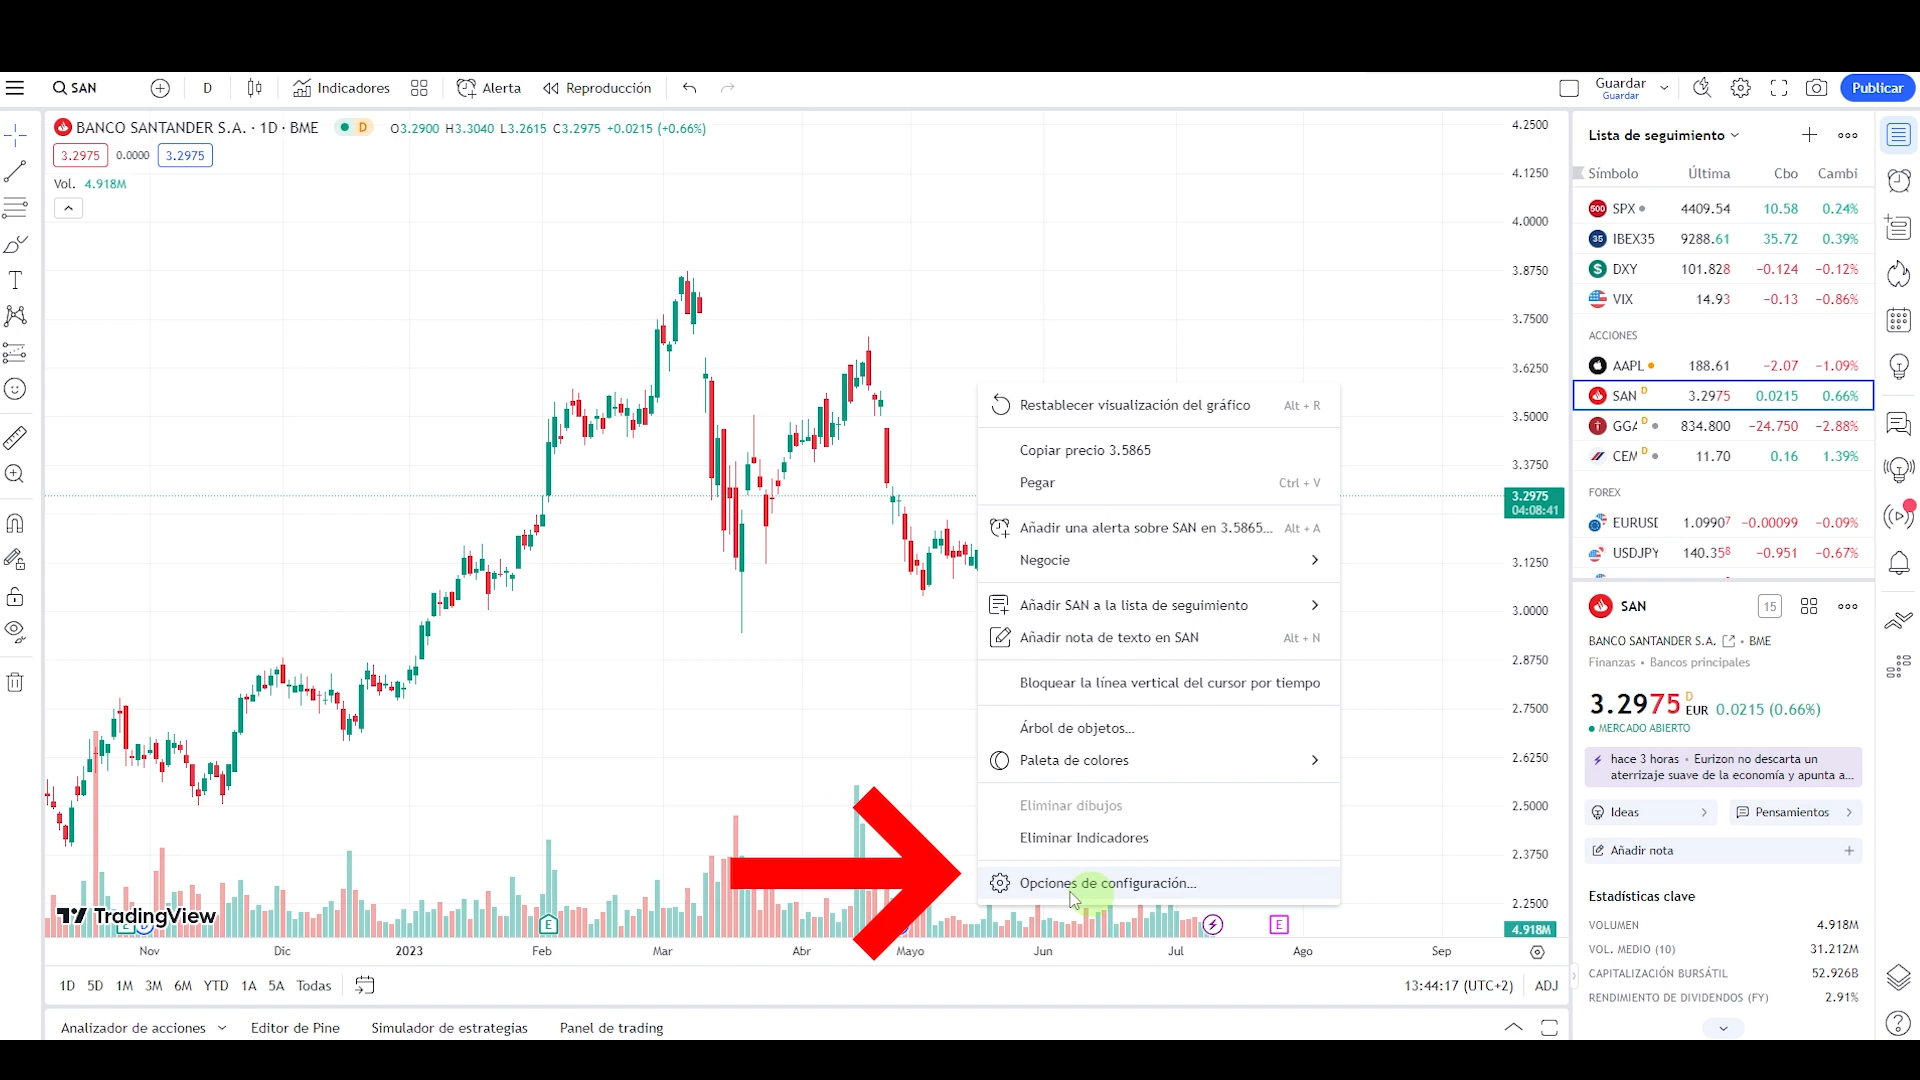 SAN
D
Indicadores
Alerta
Reproducción
Guardar
Guardar
Publicar
BANCO SANTANDER S.A. · 1D · BME
D
O3.2900 H3.3040 L3.2615 C3.2975 +0.0215 (+0.66%)
3.2975 0.0000 3.2975
Vol. 4.918M
4.2500
4.1250
4.0000
3.8750
3.7500
3.6250
3.5000
3.3750
3.2975
04:08:41
3.1250
3.0000
2.8750
2.7500
2.6250
2.5000
2.3750
2.2500
4.918M
Restablecer visualización del gráfico Alt + R
Copiar precio 3.5865
Pegar Ctrl + V
Añadir una alerta sobre SAN en 3.5865... Alt + A
Negocie
Añadir SAN a la lista de seguimiento
Añadir nota de texto en SAN Alt + N
Bloquear la línea vertical del cursor por tiempo
Árbol de objetos...
Paleta de colores
Eliminar dibujos
Eliminar Indicadores
Opciones de configuración...
TradingView
E
E
E
Nov Dic 2023 Feb Mar Abr Mayo Jun Jul Ago Sep
1D 5D 1M 3M 6M YTD 1A 5A Todas
13:44:17 (UTC+2) ADJ
Analizador de acciones Editor de Pine Simulador de estrategias Panel de trading
Lista de seguimiento
Símbolo Última Cbo Cambi
500 SPX 4409.54 10.58 0.24%
35 IBEX35 9288.61 35.72 0.39%
$ DXY 101.828 −0.124 −0.12%
VIX 14.93 −0.13 −0.86%
ACCIONES
AAPL 188.61 −2.07 −1.09%
SAN D 3.2975 0.0215 0.66%
GGA D 834.800 −24.750 −2.88%
CEM D 11.70 0.16 1.39%
FOREX
EURUSD 1.09907 −0.00099 −0.09%
USDJPY 140.358 −0.951 −0.67%
SAN
15
BANCO SANTANDER S.A. • BME
Finanzas • Bancos principales
3.2975 D EUR 0.0215 (0.66%)
MERCADO ABIERTO
hace 3 horas • Eurizon no descarta un
aterrizaje suave de la economía y apunta a...
Ideas
Pensamientos
Añadir nota
Estadísticas clave
VOLUMEN 4.918M
VOL. MEDIO (10) 31.212M
CAPITALIZACIÓN BURSÁTIL 52.926B
RENDIMIENTO DE DIVIDENDOS (FY) 2.91%